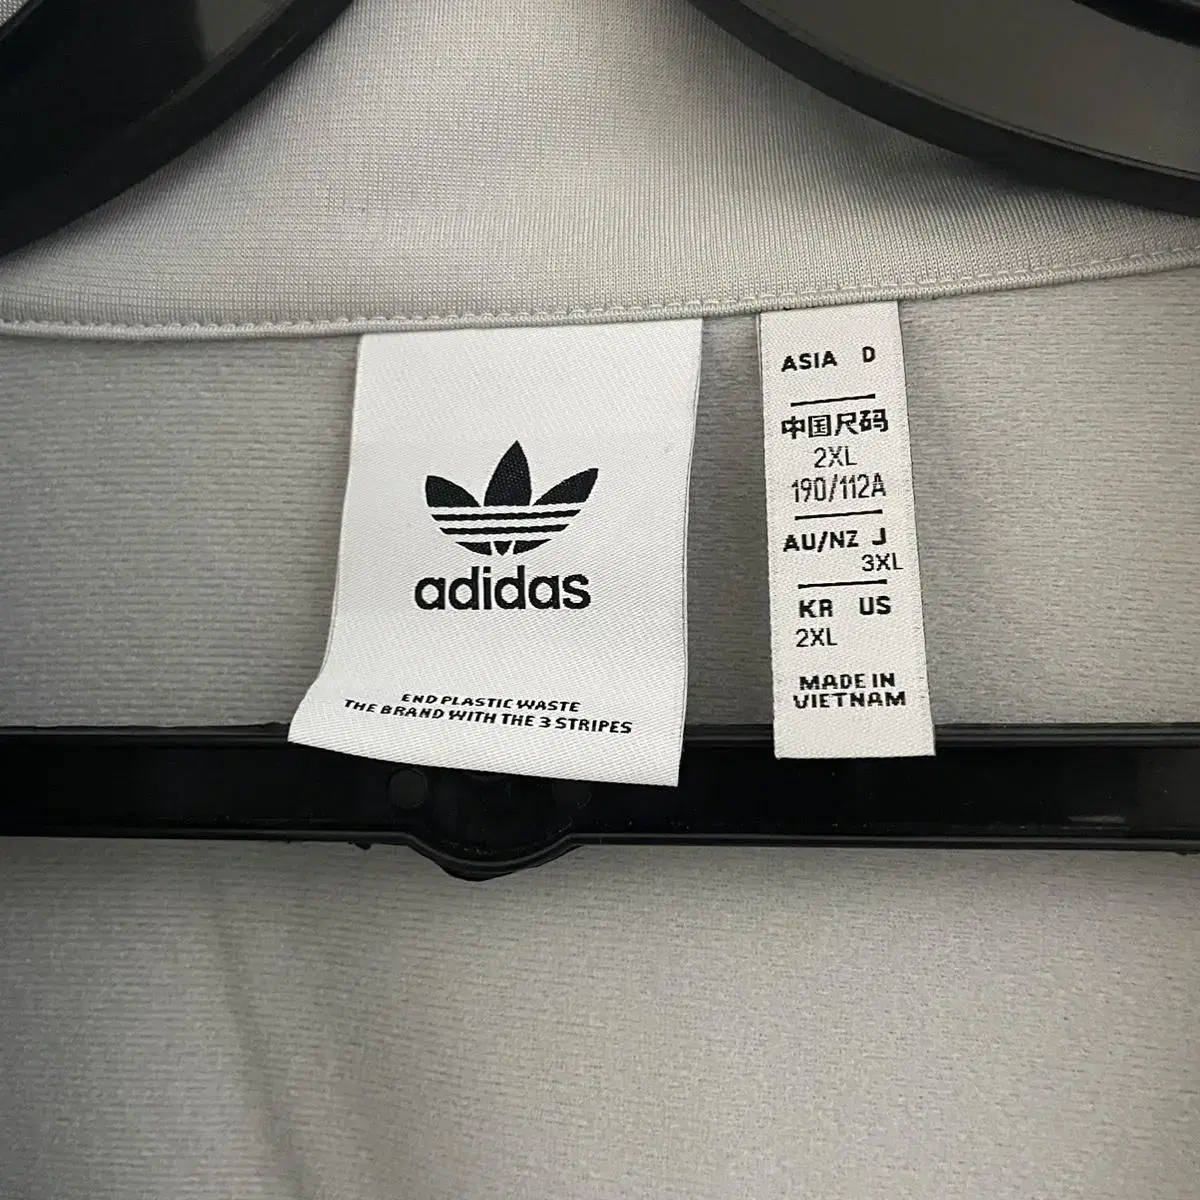 adidas
END PLASTIC WASTE
THE BRAND WITH THE 3 STRIPES
ASIA D
中国尺码
2XL
190/112A
AU/NZ J
3XL
KR US
2XL
MADE IN
VIETNAM